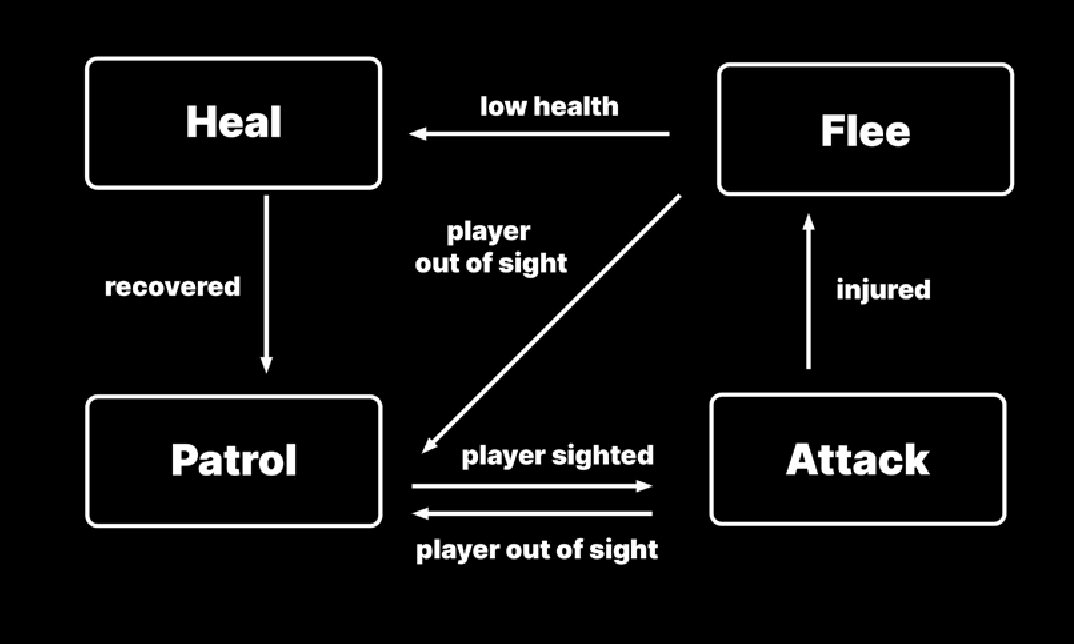 Heal
low health
Flee
player
out of sight
recovered
injured
Patrol
player sighted
Attack
player out of sight